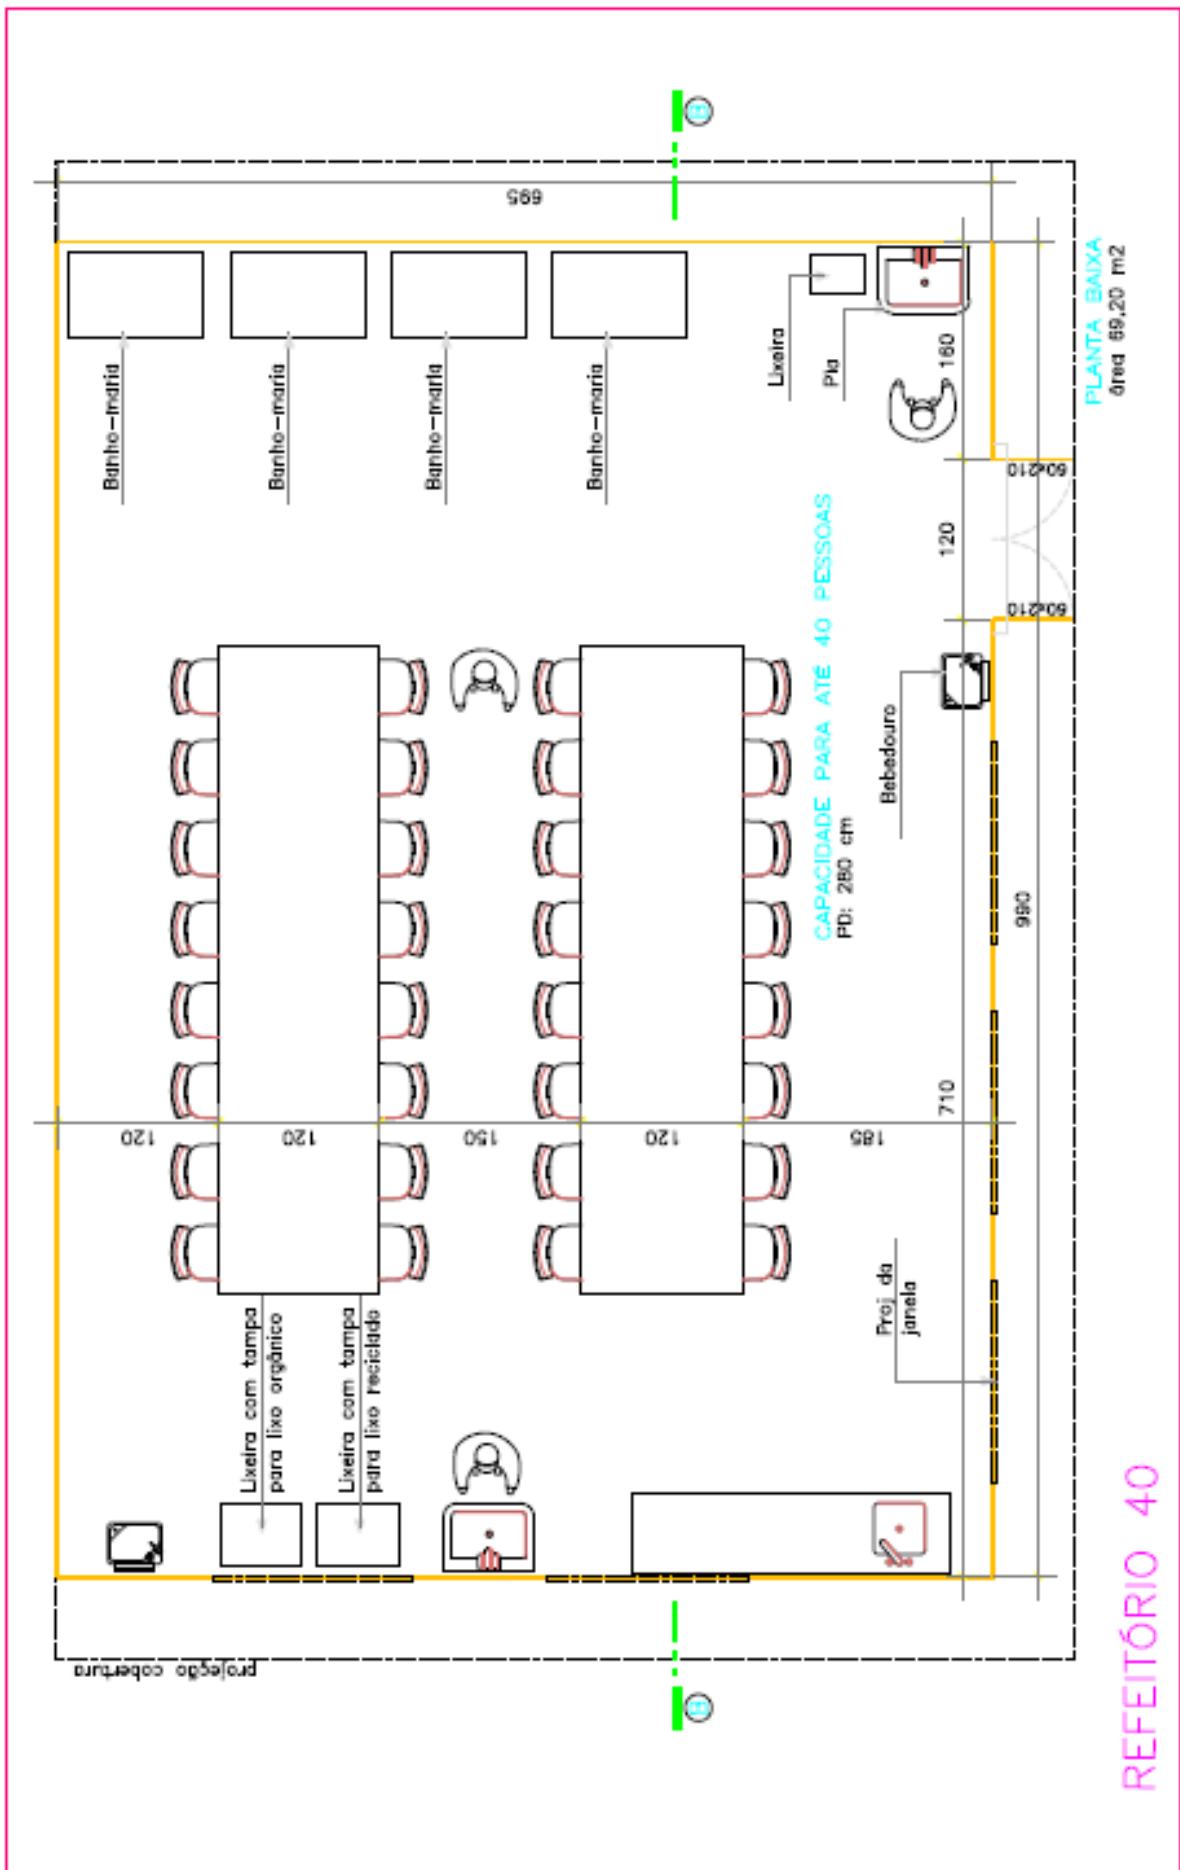 B
695
Banho-maria
Banho-maria
Banho-maria
Banho-maria
Lixeira
Pia
160
PLANTA BAIXA
área 69,20 m2
60x210
120
60x210
CAPACIDADE PARA ATÉ 40 PESSOAS
PD: 280 cm
Bebedouro
990
710
120
120
150
120
185
Proj da
janela
Lixeira com tampa
para lixo orgânico
Lixeira com tampa
para lixo reciclado
projeção cobertura
B
REFEITÓRIO 40